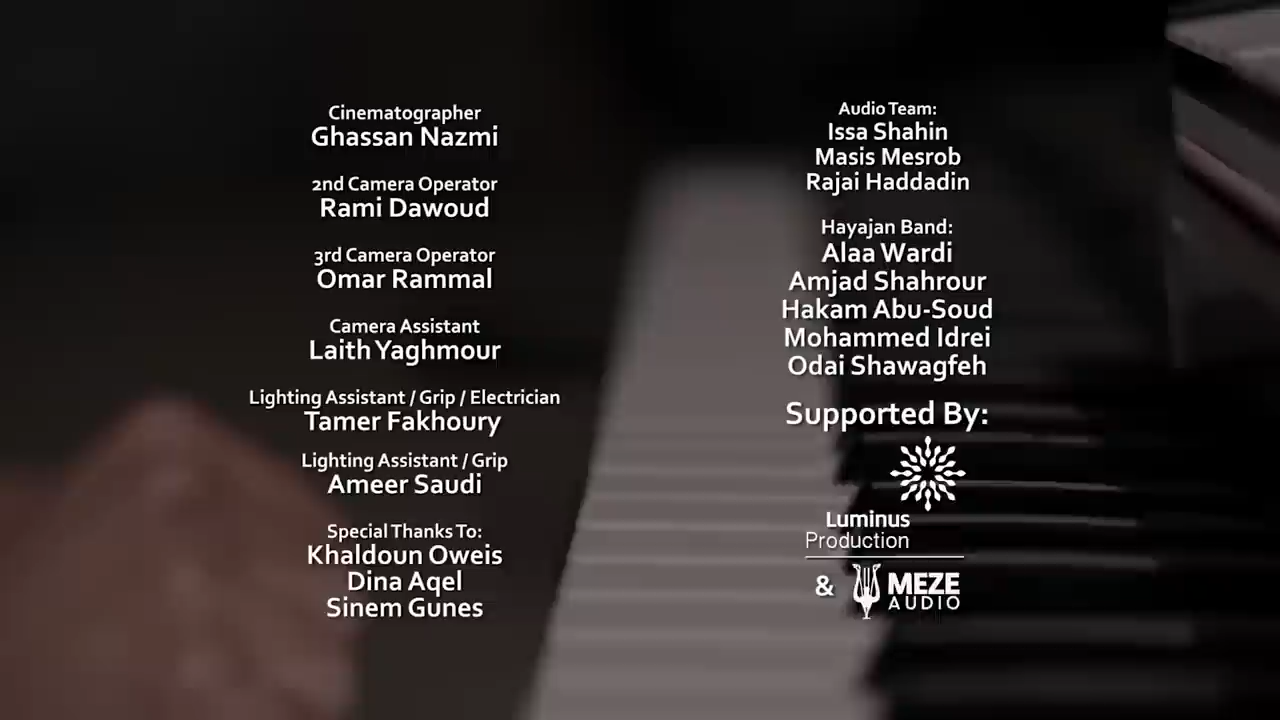 Cinematographer
Ghassan Nazmi
2nd Camera Operator
Rami Dawoud
3rd Camera Operator
Omar Rammal
Camera Assistant
Laith Yaghmour
Lighting Assistant / Grip / Electrician
Tamer Fakhoury
Lighting Assistant / Grip
Ameer Saudi
Special Thanks To:
Khaldoun Oweis
Dina Aqel
Sinem Gunes
Audio Team:
Issa Shahin
Masis Mesrob
Rajai Haddadin
Hayajan Band:
Alaa Wardi
Amjad Shahrour
Hakam Abu-Soud
Mohammed Idrei
Odai Shawagfeh
Supported By:
Luminus
Production
& MEZE
AUDIO